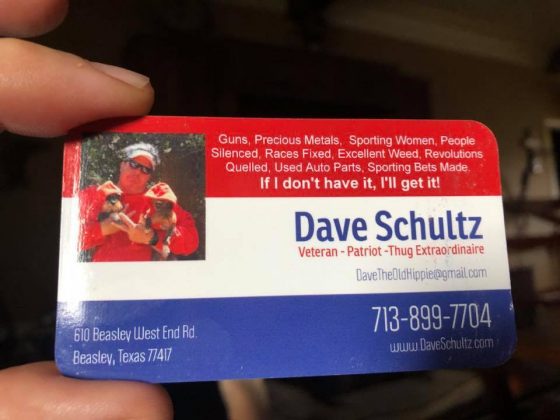 Guns, Precious Metals, Sporting Women, People
Silenced, Races Fixed, Excellent Weed, Revolutions
Quelled, Used Auto Parts, Sporting Bets Made.
If I don't have it, I'll get it!
Dave Schultz
Veteran - Patriot -Thug Extraordinaire
DaveTheOldHippie@gmail.com
713-899-7704
www.DaveSchultz.com
610 Beasley West End Rd.
Beasley, Texas 77417